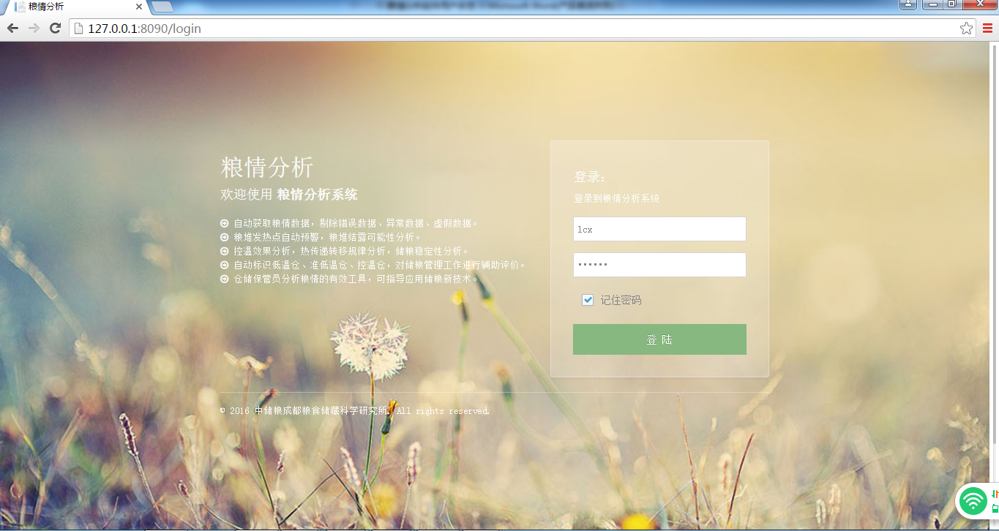 粮情分析
127.0.0.1:8090/login
粮情分析
欢迎使用 粮情分析系统
自动获取粮情数据，剔除错误数据、异常数据、虚假数据。
粮堆发热点自动预警，粮堆结露可能性分析。
控温效果分析，热传递转移规律分析，储粮稳定性分析。
自动标识低温仓、准低温仓、控温仓，对储粮管理工作进行辅助评价。
仓储保管员分析粮情的有效工具，可指导应用储粮新技术。
登录：
登录到粮情分析系统
lcx
••••••
记住密码
登 陆
© 2016 中储粮成都粮食储藏科学研究所. All rights reserved.